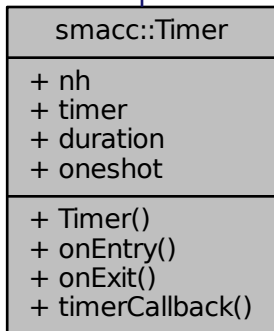 smacc::Timer
+ nh
+ timer
+ duration
+ oneshot
+ Timer()
+ onEntry()
+ onExit()
+ timerCallback()